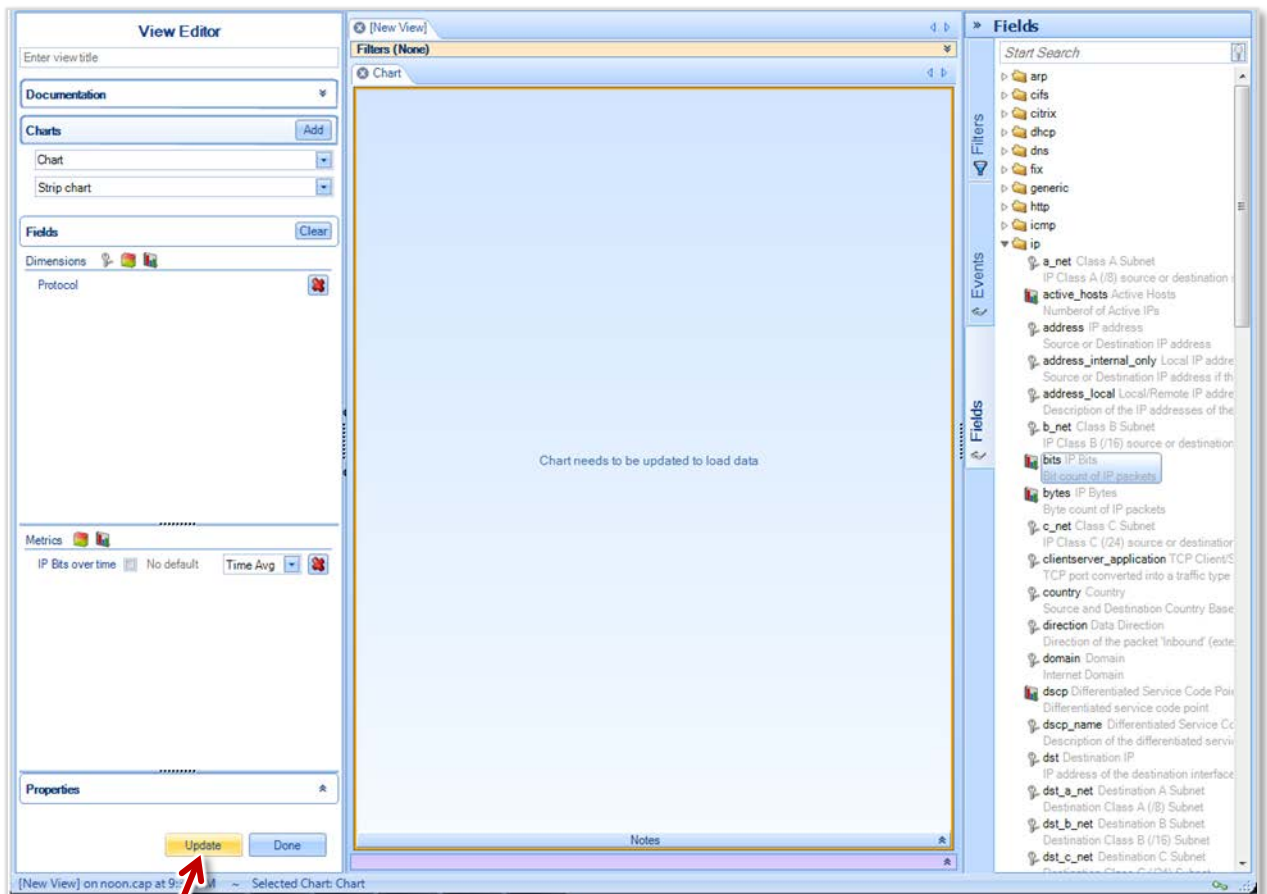 View Editor
Enter view title
Documentation
Charts
Add
Chart
Strip chart
Fields
Clear
Dimensions
Protocol
Metrics
IP Bits over time No default Time Avg
Properties
Update
Done
[New View]
Filters (None)
Chart
Chart needs to be updated to load data
Notes
Filters
Events
Fields
Fields
Start Search
arp
cifs
citrix
dhcp
dns
fix
generic
http
icmp
ip
a_net Class A Subnet
IP Class A (/8) source or destination
active_hosts Active Hosts
Numberof of Active IPs
address IP address
Source or Destination IP address
address_internal_only Local IP addre
Source or Destination IP address if th
address_local Local/Remote IP addre
Description of the IP addresses of the
b_net Class B Subnet
IP Class B (/16) source or destination
bits IP Bits
Bit count of IP packets
bytes IP Bytes
Byte count of IP packets
c_net Class C Subnet
IP Class C (/24) source or destination
clientserver_application TCP Client/S
TCP port converted into a traffic type
country Country
Source and Destination Country Base
direction Data Direction
Direction of the packet 'Inbound' (exte
domain Domain
Internet Domain
dscp Differentiated Service Code Poi
Differentiated service code point
dscp_name Differentiated Service Co
Description of the differentiated servi
dst Destination IP
IP address of the destination interface
dst_a_net Destination A Subnet
Destination Class A (/8) Subnet
dst_b_net Destination B Subnet
Destination Class B (/16) Subnet
dst_c_net Destination C Subnet
[New View] on noon.cap at 9: M ~ Selected Chart: Chart